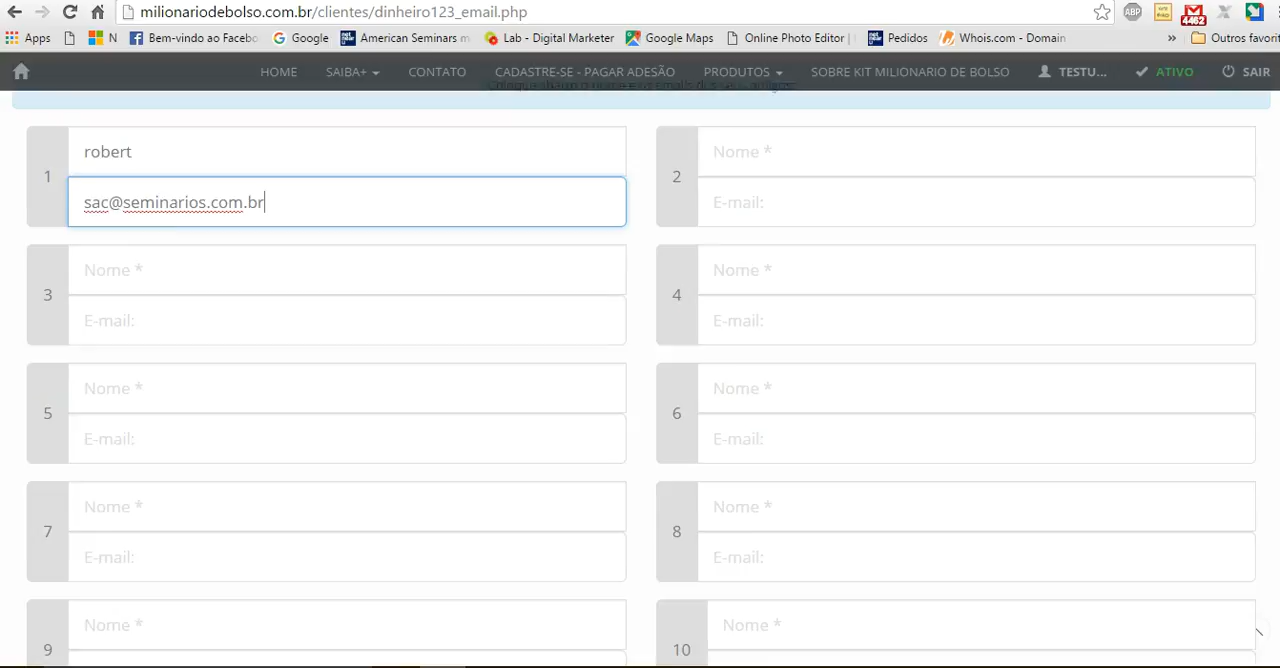 milionariodebolso.com.br/clientes/dinheiro123_email.php
ABP
4462
Apps
N
Bem-vindo ao Facebo
Google
American Seminars m
Lab - Digital Marketer
Google Maps
Online Photo Editor |
Pedidos
Whois.com - Domain
»
Outros favorit
HOME
SAIBA+
CONTATO
CADASTRE-SE - PAGAR ADESÃO
PRODUTOS
SOBRE KIT MILIONARIO DE BOLSO
TESTU...
ATIVO
SAIR
1
robert
sac@seminarios.com.br
2
Nome *
E-mail:
3
Nome *
E-mail:
4
Nome *
E-mail:
5
Nome *
E-mail:
6
Nome *
E-mail:
7
Nome *
E-mail:
8
Nome *
E-mail:
9
Nome *
10
Nome *